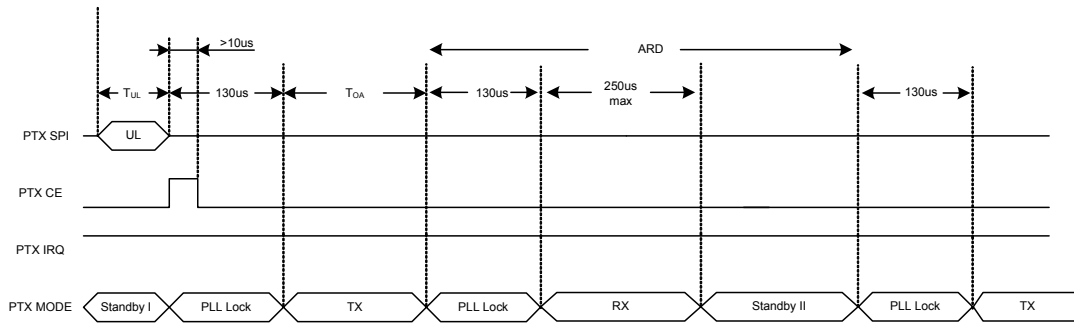 >10us
ARD
TUL
130us
TOA
130us
250us
max
130us
PTX SPI
UL
PTX CE
PTX IRQ
PTX MODE
Standby I
PLL Lock
TX
PLL Lock
RX
Standby II
PLL Lock
TX